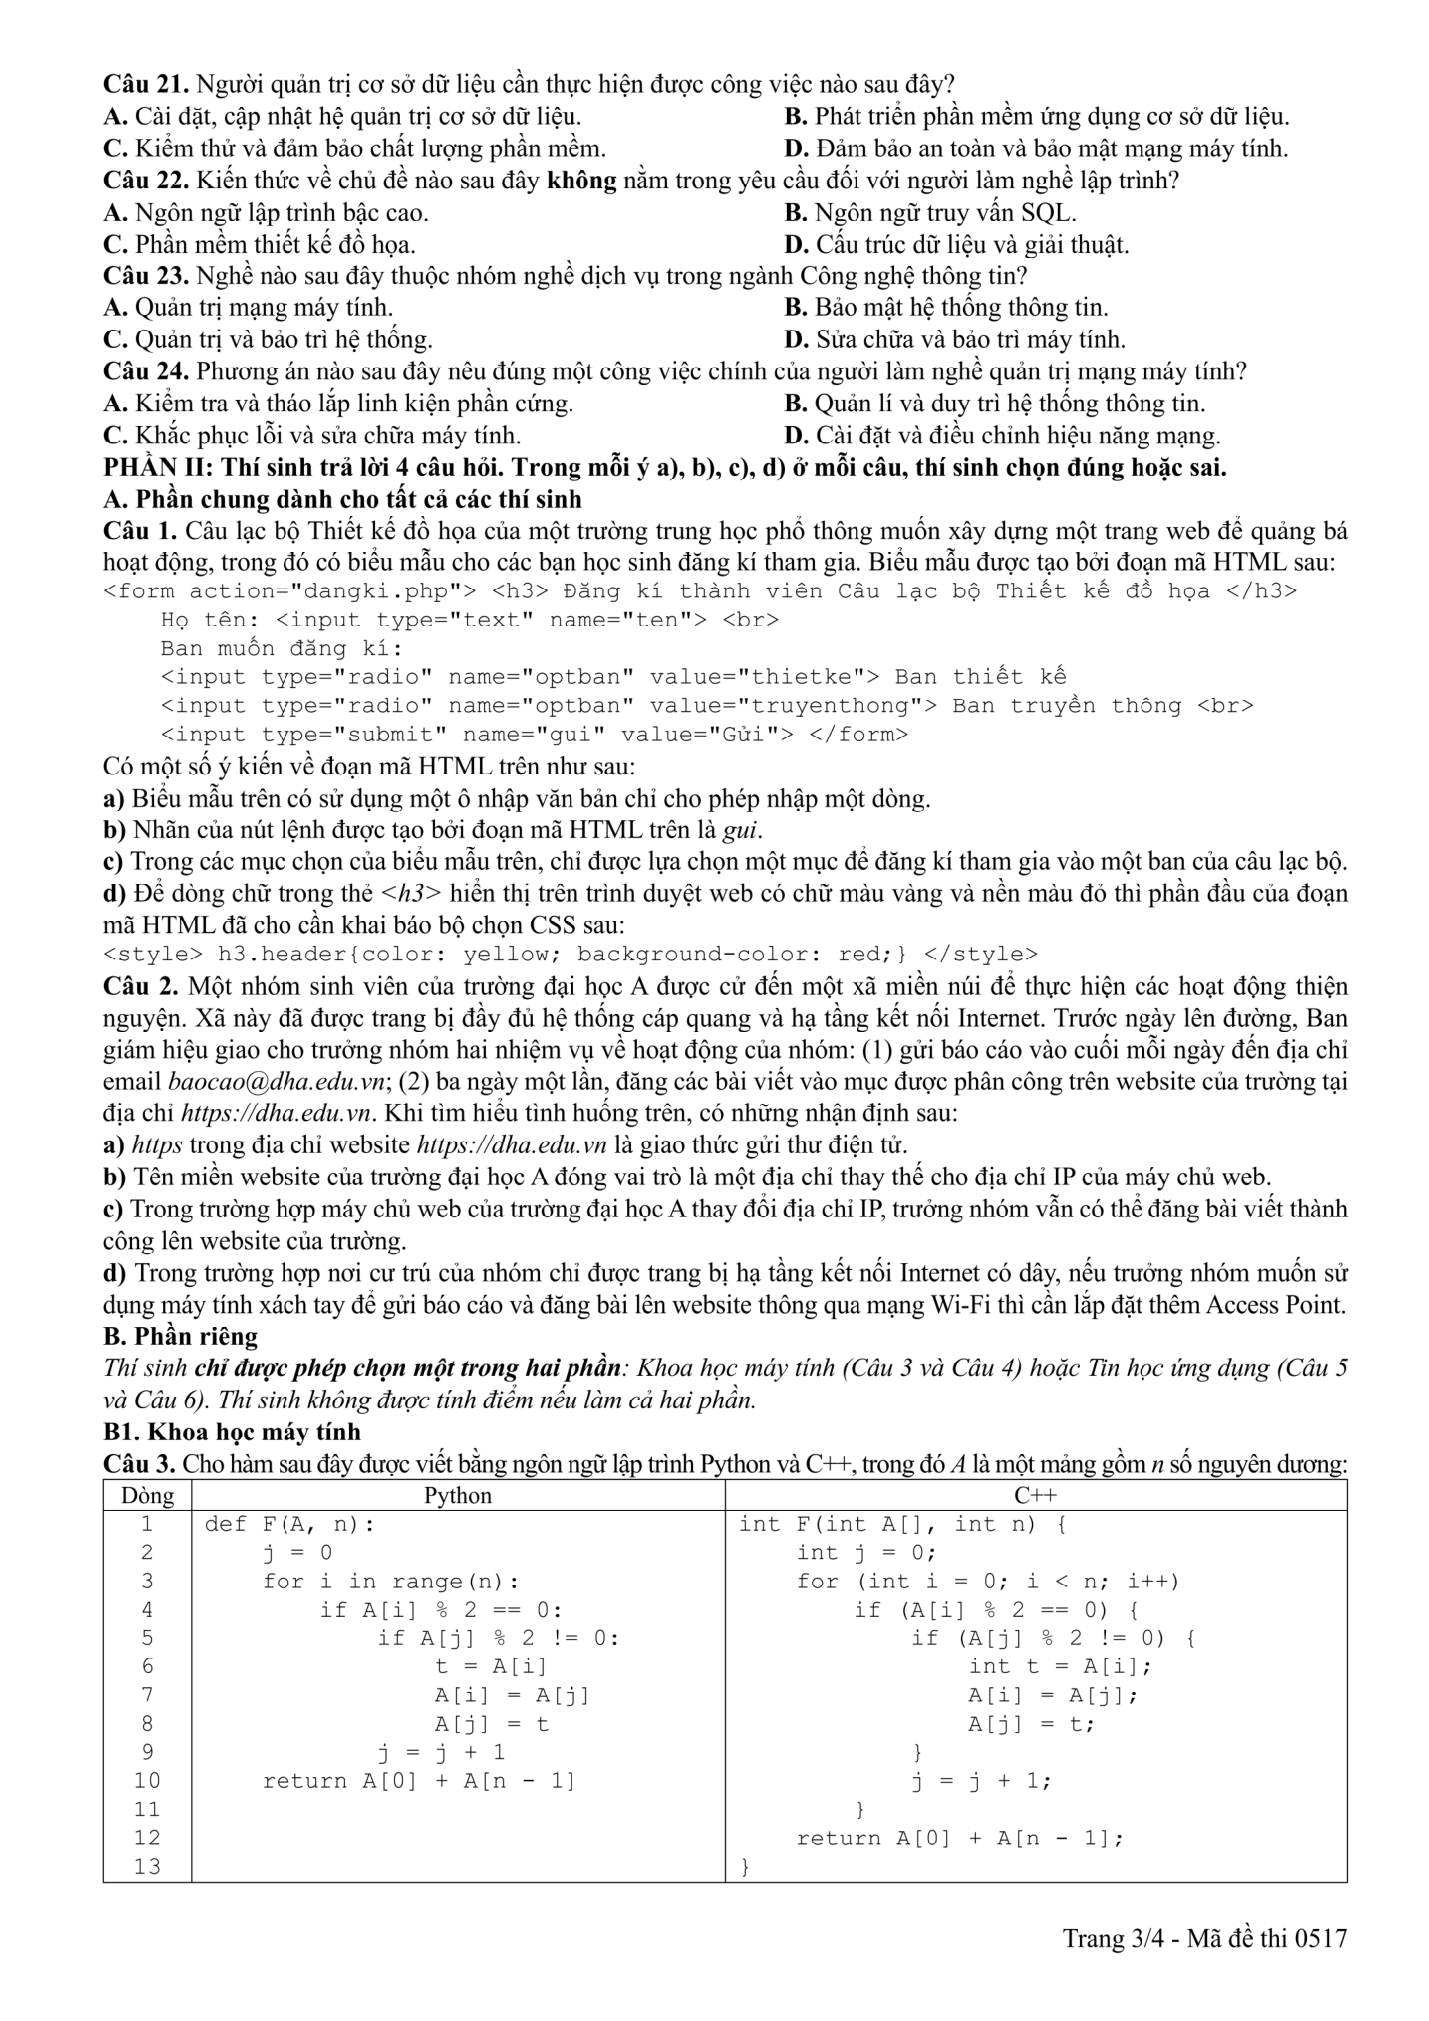 Câu 21. Người quản trị cơ sở dữ liệu cần thực hiện được công việc nào sau đây?
A. Cài đặt, cập nhật hệ quản trị cơ sở dữ liệu. B. Phát triển phần mềm ứng dụng cơ sở dữ liệu.
C. Kiểm thử và đảm bảo chất lượng phần mềm. D. Đảm bảo an toàn và bảo mật mạng máy tính.
Câu 22. Kiến thức về chủ đề nào sau đây không nằm trong yêu cầu đối với người làm nghề lập trình?
A. Ngôn ngữ lập trình bậc cao. B. Ngôn ngữ truy vấn SQL.
C. Phần mềm thiết kế đồ họa. D. Cấu trúc dữ liệu và giải thuật.
Câu 23. Nghề nào sau đây thuộc nhóm nghề dịch vụ trong ngành Công nghệ thông tin?
A. Quản trị mạng máy tính. B. Bảo mật hệ thống thông tin.
C. Quản trị và bảo trì hệ thống. D. Sửa chữa và bảo trì máy tính.
Câu 24. Phương án nào sau đây nêu đúng một công việc chính của người làm nghề quản trị mạng máy tính?
A. Kiểm tra và tháo lắp linh kiện phần cứng. B. Quản lí và duy trì hệ thống thông tin.
C. Khắc phục lỗi và sửa chữa máy tính. D. Cài đặt và điều chỉnh hiệu năng mạng.
PHẦN II: Thí sinh trả lời 4 câu hỏi. Trong mỗi ý a), b), c), d) ở mỗi câu, thí sinh chọn đúng hoặc sai.
A. Phần chung dành cho tất cả các thí sinh
Câu 1. Câu lạc bộ Thiết kế đồ họa của một trường trung học phổ thông muốn xây dựng một trang web để quảng bá
hoạt động, trong đó có biểu mẫu cho các bạn học sinh đăng kí tham gia. Biểu mẫu được tạo bởi đoạn mã HTML sau:
<form action="dangki.php"> <h3> Đăng kí thành viên Câu lạc bộ Thiết kế đồ họa </h3>
Họ tên: <input type="text" name="ten"> <br>
Ban muốn đăng kí:
<input type="radio" name="optban" value="thietke"> Ban thiết kế
<input type="radio" name="optban" value="truyenthong"> Ban truyền thông <br>
<input type="submit" name="gui" value="Gửi"> </form>
Có một số ý kiến về đoạn mã HTML trên như sau:
a) Biểu mẫu trên có sử dụng một ô nhập văn bản chỉ cho phép nhập một dòng.
b) Nhãn của nút lệnh được tạo bởi đoạn mã HTML trên là gui.
c) Trong các mục chọn của biểu mẫu trên, chỉ được lựa chọn một mục để đăng kí tham gia vào một ban của câu lạc bộ.
d) Để dòng chữ trong thẻ <h3> hiển thị trên trình duyệt web có chữ màu vàng và nền màu đỏ thì phần đầu của đoạn
mã HTML đã cho cần khai báo bộ chọn CSS sau:
<style> h3.header{color: yellow; background-color: red;} </style>
Câu 2. Một nhóm sinh viên của trường đại học A được cử đến một xã miền núi để thực hiện các hoạt động thiện
nguyện. Xã này đã được trang bị đầy đủ hệ thống cáp quang và hạ tầng kết nối Internet. Trước ngày lên đường, Ban
giám hiệu giao cho trưởng nhóm hai nhiệm vụ về hoạt động của nhóm: (1) gửi báo cáo vào cuối mỗi ngày đến địa chỉ
email baocao@dha.edu.vn; (2) ba ngày một lần, đăng các bài viết vào mục được phân công trên website của trường tại
địa chỉ https://dha.edu.vn. Khi tìm hiểu tình huống trên, có những nhận định sau:
a) https trong địa chỉ website https://dha.edu.vn là giao thức gửi thư điện tử.
b) Tên miền website của trường đại học A đóng vai trò là một địa chỉ thay thế cho địa chỉ IP của máy chủ web.
c) Trong trường hợp máy chủ web của trường đại học A thay đổi địa chỉ IP, trưởng nhóm vẫn có thể đăng bài viết thành
công lên website của trường.
d) Trong trường hợp nơi cư trú của nhóm chỉ được trang bị hạ tầng kết nối Internet có dây, nếu trưởng nhóm muốn sử
dụng máy tính xách tay để gửi báo cáo và đăng bài lên website thông qua mạng Wi-Fi thì cần lắp đặt thêm Access Point.
B. Phần riêng
Thí sinh chỉ được phép chọn một trong hai phần: Khoa học máy tính (Câu 3 và Câu 4) hoặc Tin học ứng dụng (Câu 5
và Câu 6). Thí sinh không được tính điểm nếu làm cả hai phần.
B1. Khoa học máy tính
Câu 3. Cho hàm sau đây được viết bằng ngôn ngữ lập trình Python và C++, trong đó A là một mảng gồm n số nguyên dương:
Dòng Python C++
1 def F(A, n): int F(int A[], int n) {
2 j = 0 int j = 0;
3 for i in range(n): for (int i = 0; i < n; i++)
4 if A[i] % 2 == 0: if (A[i] % 2 == 0) {
5 if A[j] % 2 != 0: if (A[j] % 2 != 0) {
6 t = A[i] int t = A[i];
7 A[i] = A[j] A[i] = A[j];
8 A[j] = t A[j] = t;
9 j = j + 1 }
10 return A[0] + A[n - 1] j = j + 1;
11 }
12 return A[0] + A[n - 1];
13 }
Trang 3/4 - Mã đề thi 0517